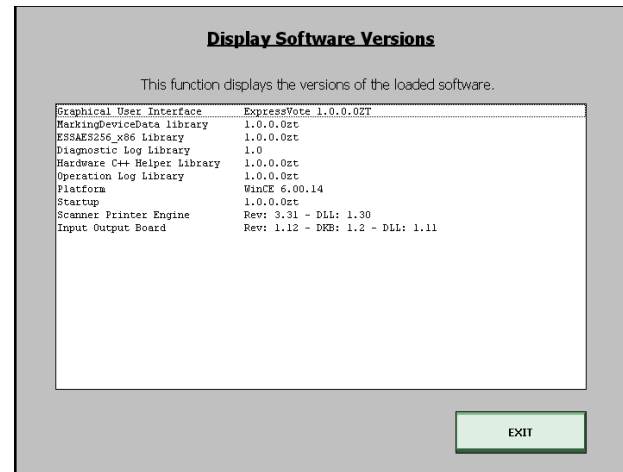 Display Software Versions
This function displays the versions of the loaded software.
Graphical User Interface ExpressVote 1.0.0.0ZT
MarkingDeviceData library 1.0.0.0zt
ESSAES256_x86 Library 1.0.0.0zt
Diagnostic Log Library 1.0
Hardware C++ Helper Library 1.0.0.0zt
Operation Log Library 1.0.0.0zt
Platform WinCE 6.00.14
Startup 1.0.0.0zt
Scanner Printer Engine Rev: 3.31 - DLL: 1.30
Input Output Board Rev: 1.12 - DKB: 1.2 - DLL: 1.11
EXIT